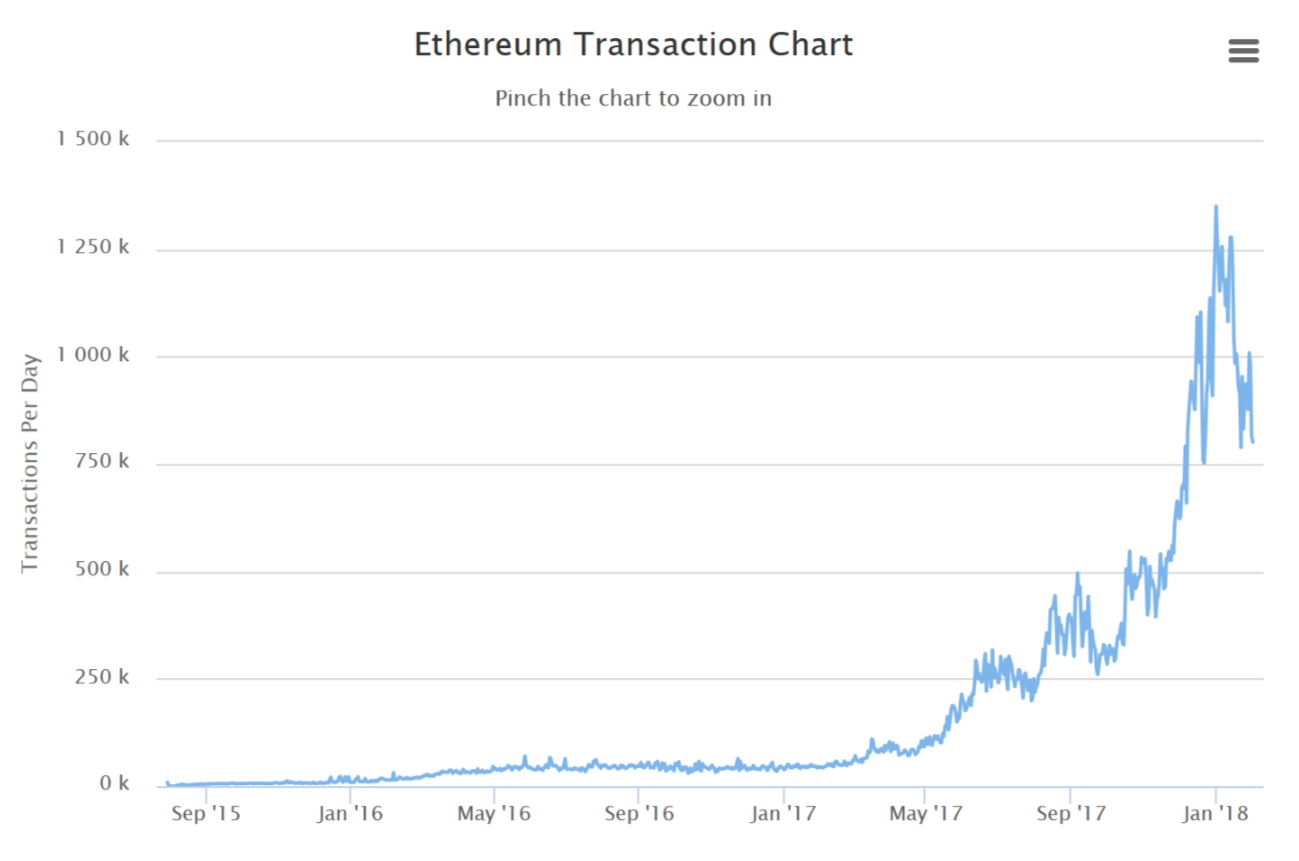 Ethereum Transaction Chart
Pinch the chart to zoom in
Transactions Per Day
1 500 k
1 250 k
1 000 k
750 k
500 k
250 k
0 k
Sep '15 Jan '16 May '16 Sep '16 Jan '17 May '17 Sep '17 Jan '18